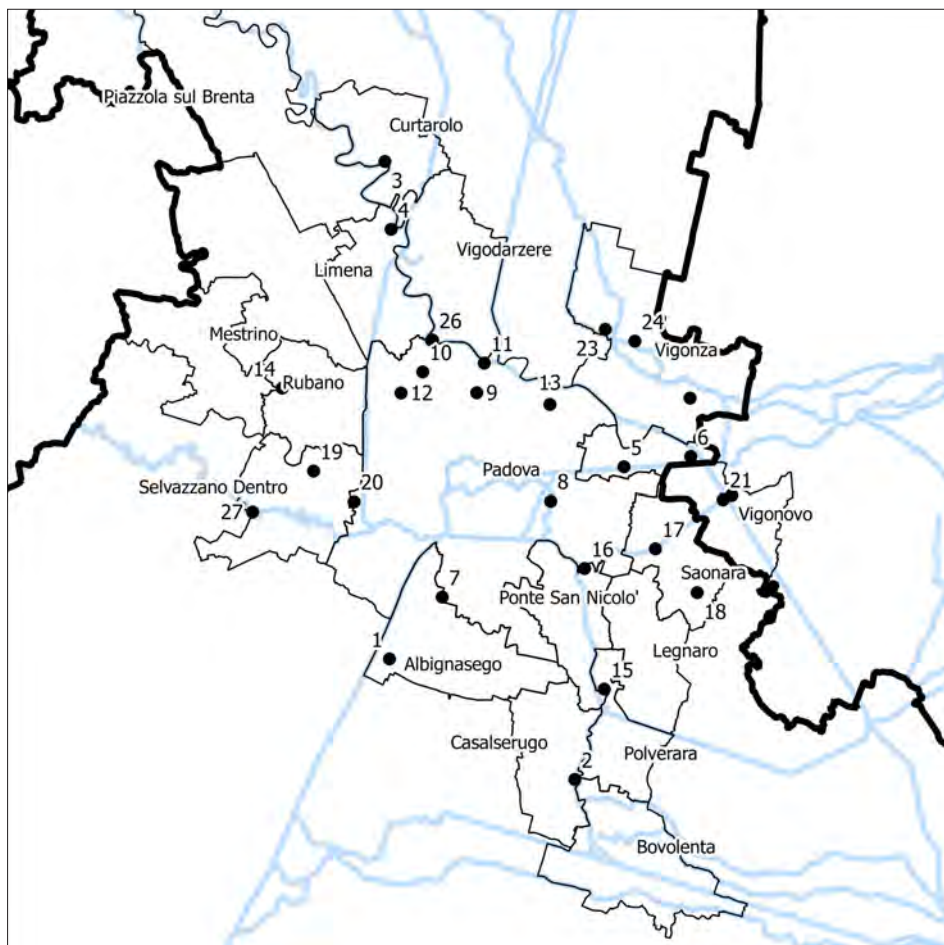 Piazzola sul Brenta
Curtarolo
3
4
Vigodarzere
Limena
26
11
23
24
Mestrino
10
Vigonza
14
Rubano
12
9
13
19
5
6
Padova
Selvazzano Dentro
20
8
21
27
17
Vigonovo
16
7
Saonara
Ponte San Nicolo'
18
1
Albignasego
Legnaro
15
Casalserugo
2
Polverara
Bovolenta